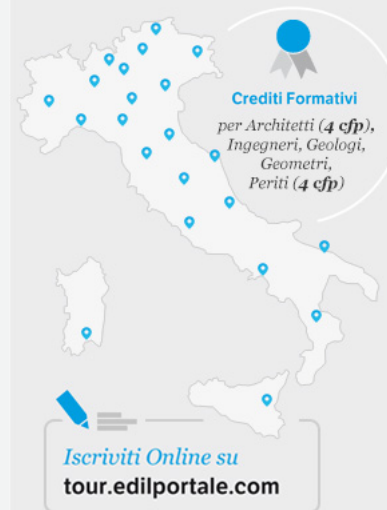 Crediti Formativi
per Architetti (4 cfp),
Ingegneri, Geologi,
Geometri,
Periti (4 cfp)
Iscriviti Online su
tour.edilportale.com